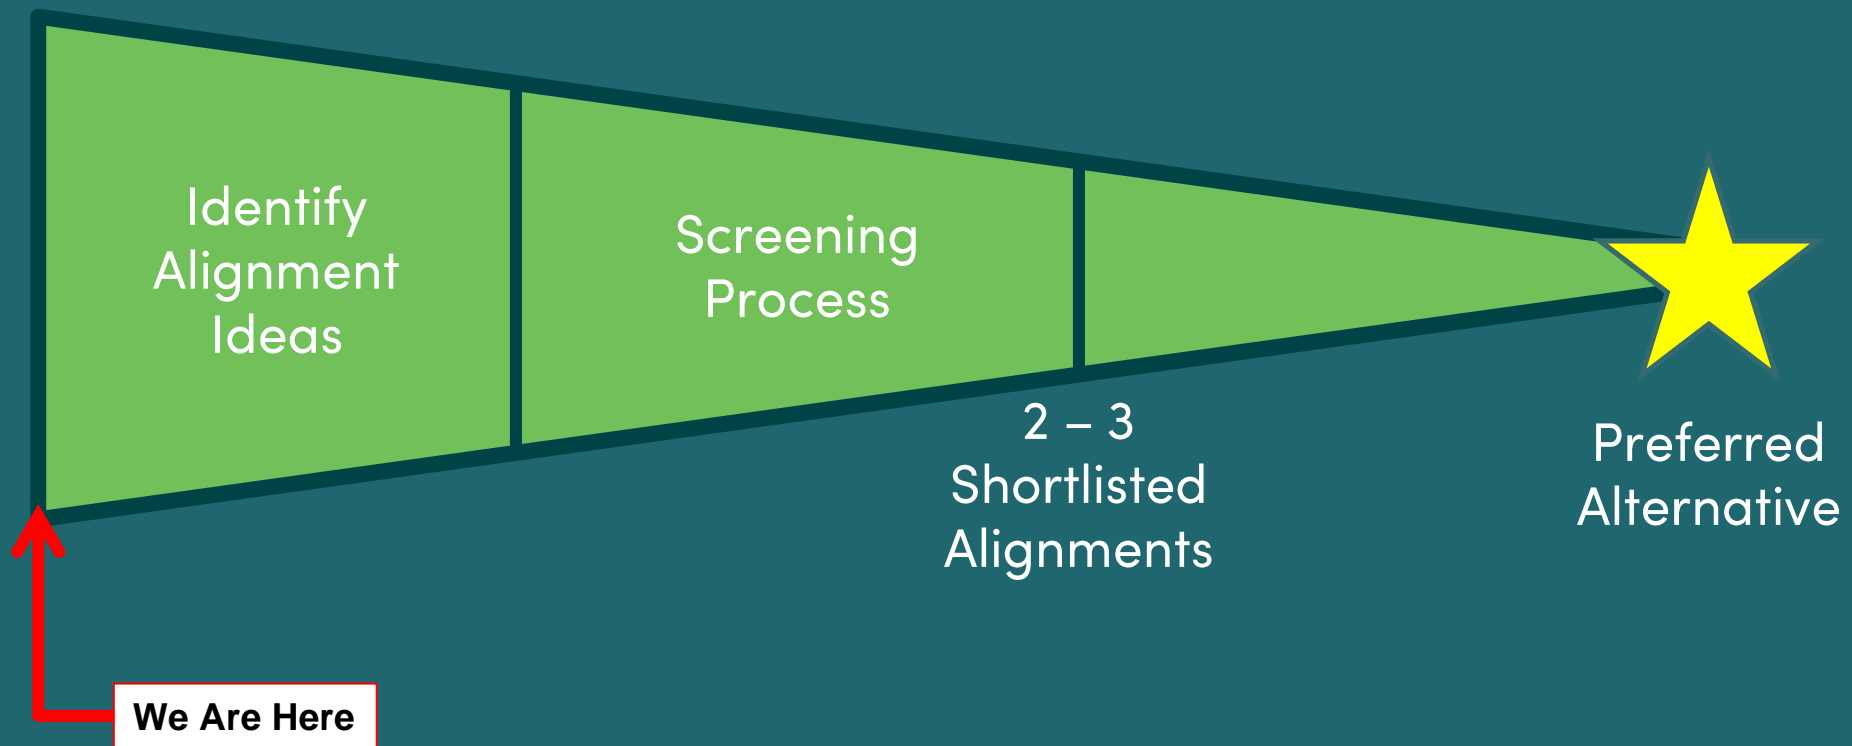 Identify
Alignment
Ideas
Screening
Process
2 – 3
Shortlisted
Alignments
Preferred
Alternative
We Are Here